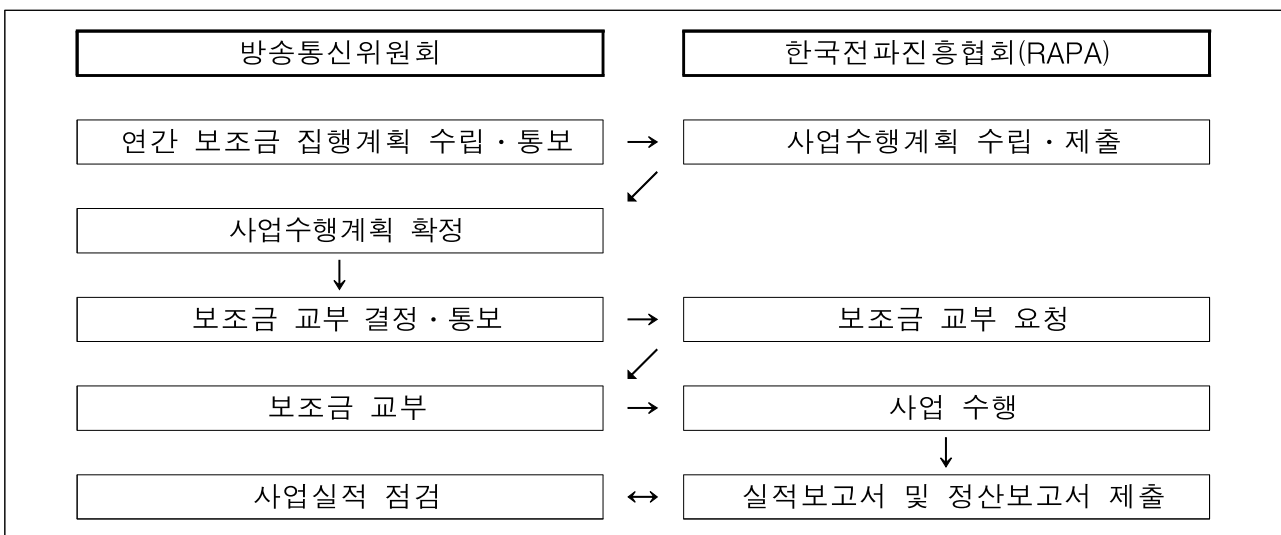 방송통신위원회
한국전파진흥협회(RAPA)
연간 보조금 집행계획 수립·통보
→
사업수행계획 수립·제출
↙
사업수행계획 확정
↓
보조금 교부 결정·통보
→
보조금 교부 요청
↙
보조금 교부
→
사업 수행
↓
사업실적 점검
↔
실적보고서 및 정산보고서 제출